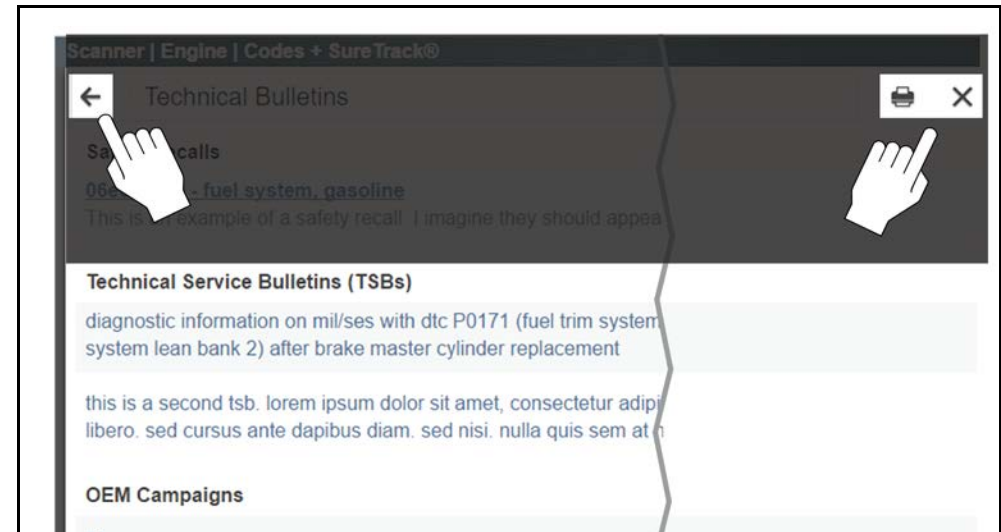 Scanner | Engine | Codes + SureTrack®
Technical Bulletins
Sa calls
06e - fuel system, gasoline
This is an example of a safety recall I imagine they should appea
Technical Service Bulletins (TSBs)
diagnostic information on mil/ses with dtc P0171 (fuel trim system
system lean bank 2) after brake master cylinder replacement
this is a second tsb. lorem ipsum dolor sit amet, consectetur adipi
libero. sed cursus ante dapibus diam. sed nisi. nulla quis sem at n
OEM Campaigns